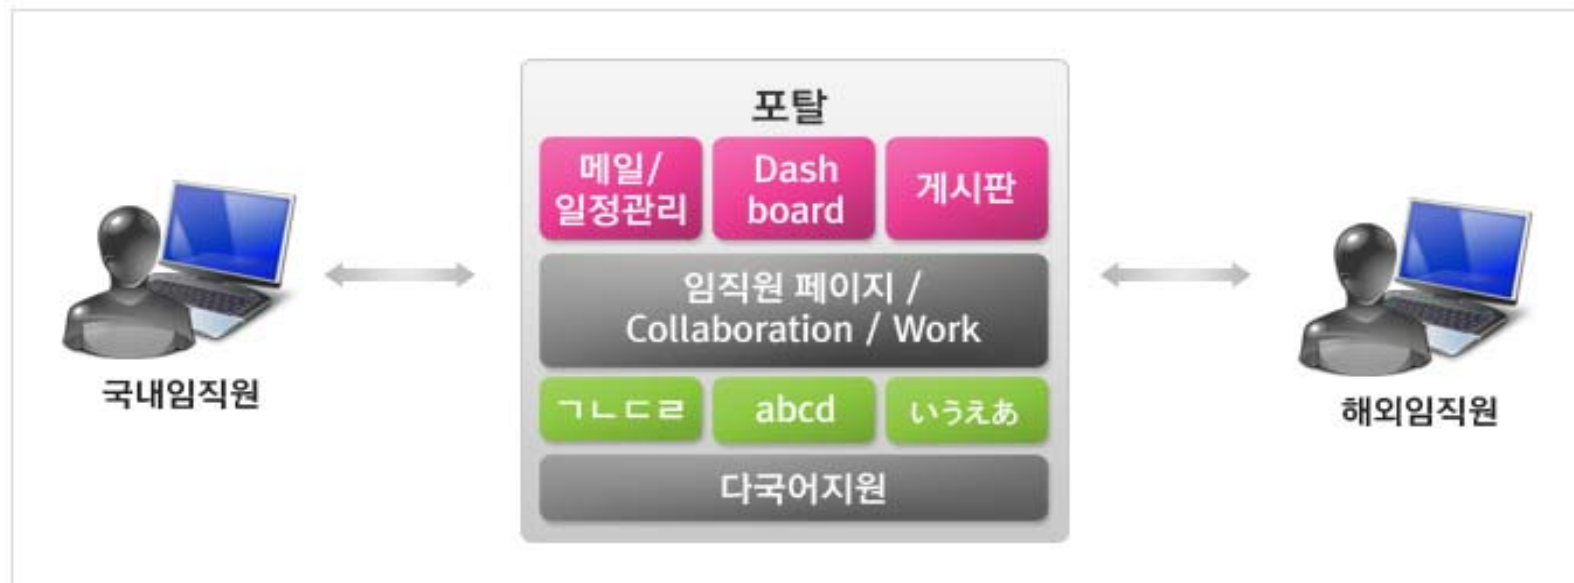 포탈
메일/
일정관리
Dash
board
게시판
임직원 페이지 /
Collaboration / Work
ㄱㄴㄷㄹ
abcd
いうえあ
다국어지원
국내임직원
해외임직원